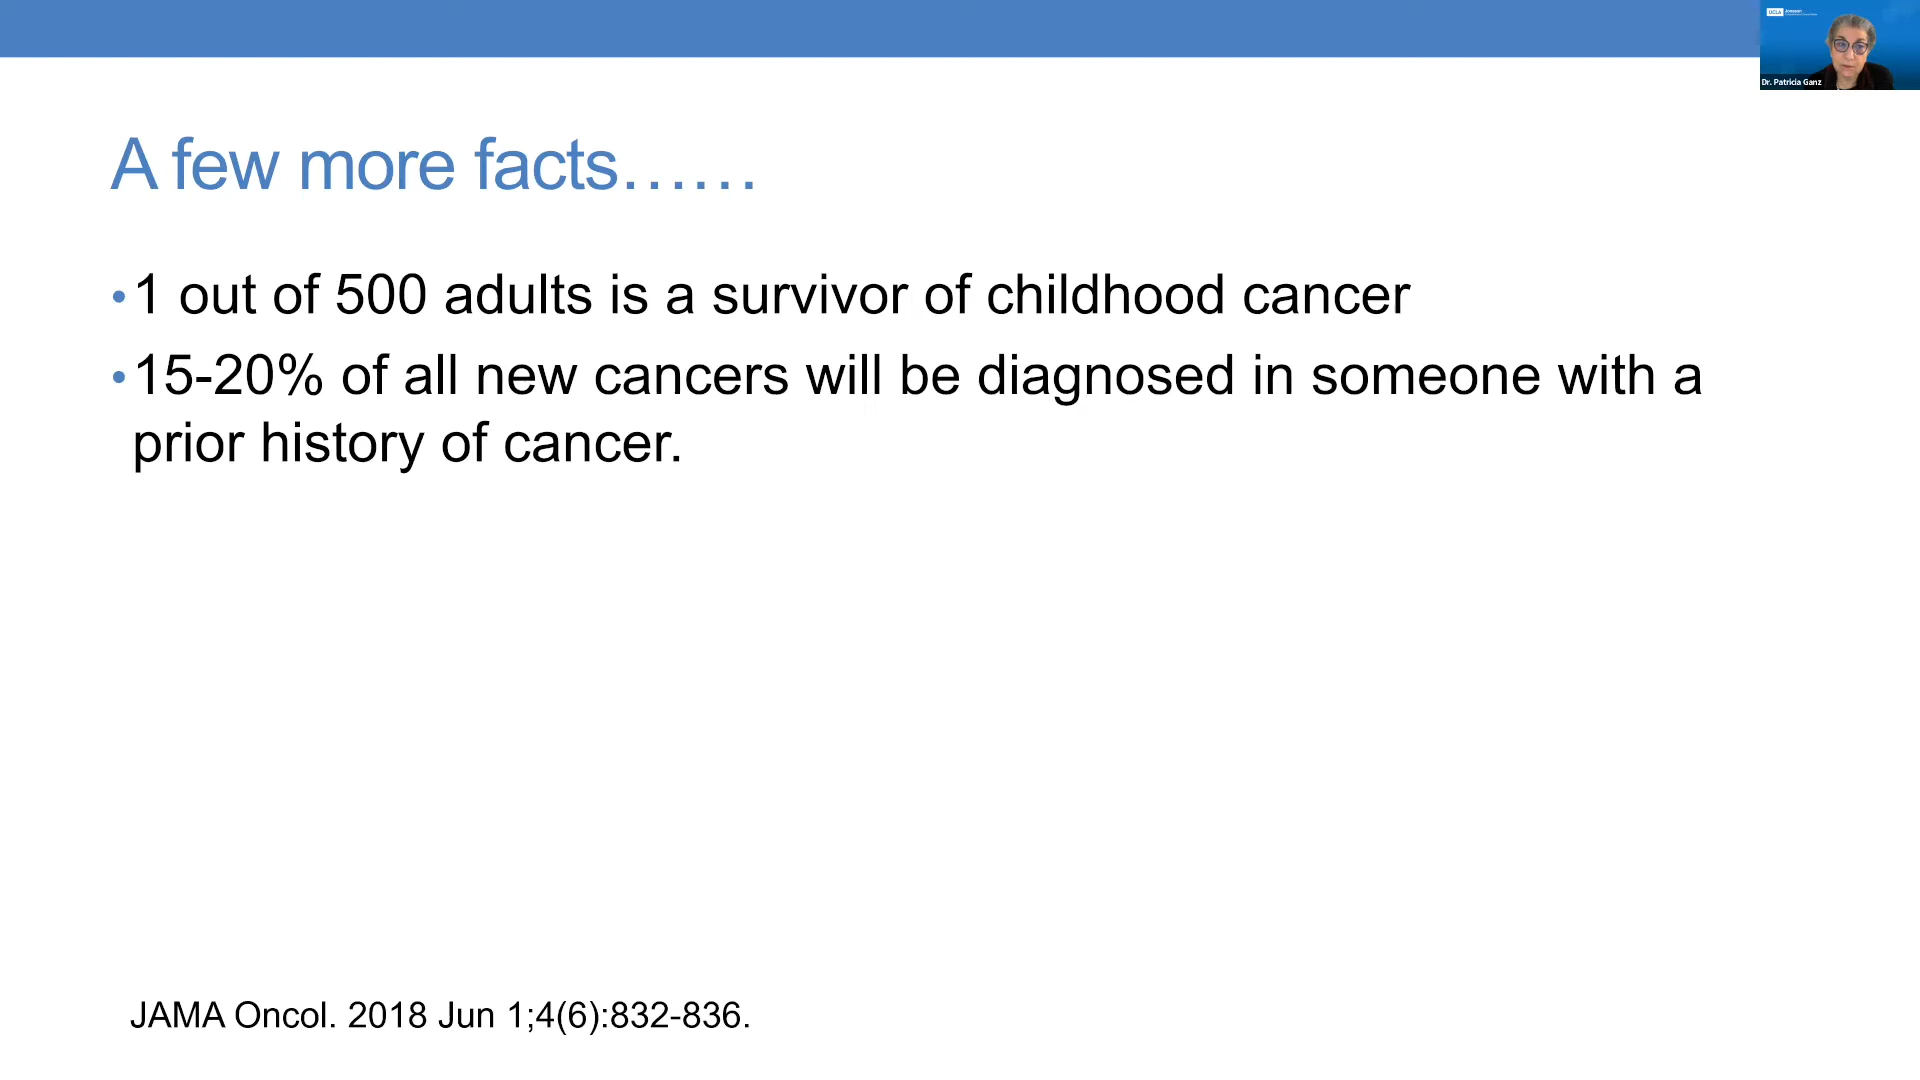 UCLA
Jonsson
Dr. Patricia Ganz
A few more facts……
•1 out of 500 adults is a survivor of childhood cancer
•15-20% of all new cancers will be diagnosed in someone with a
prior history of cancer.
JAMA Oncol. 2018 Jun 1;4(6):832-836.